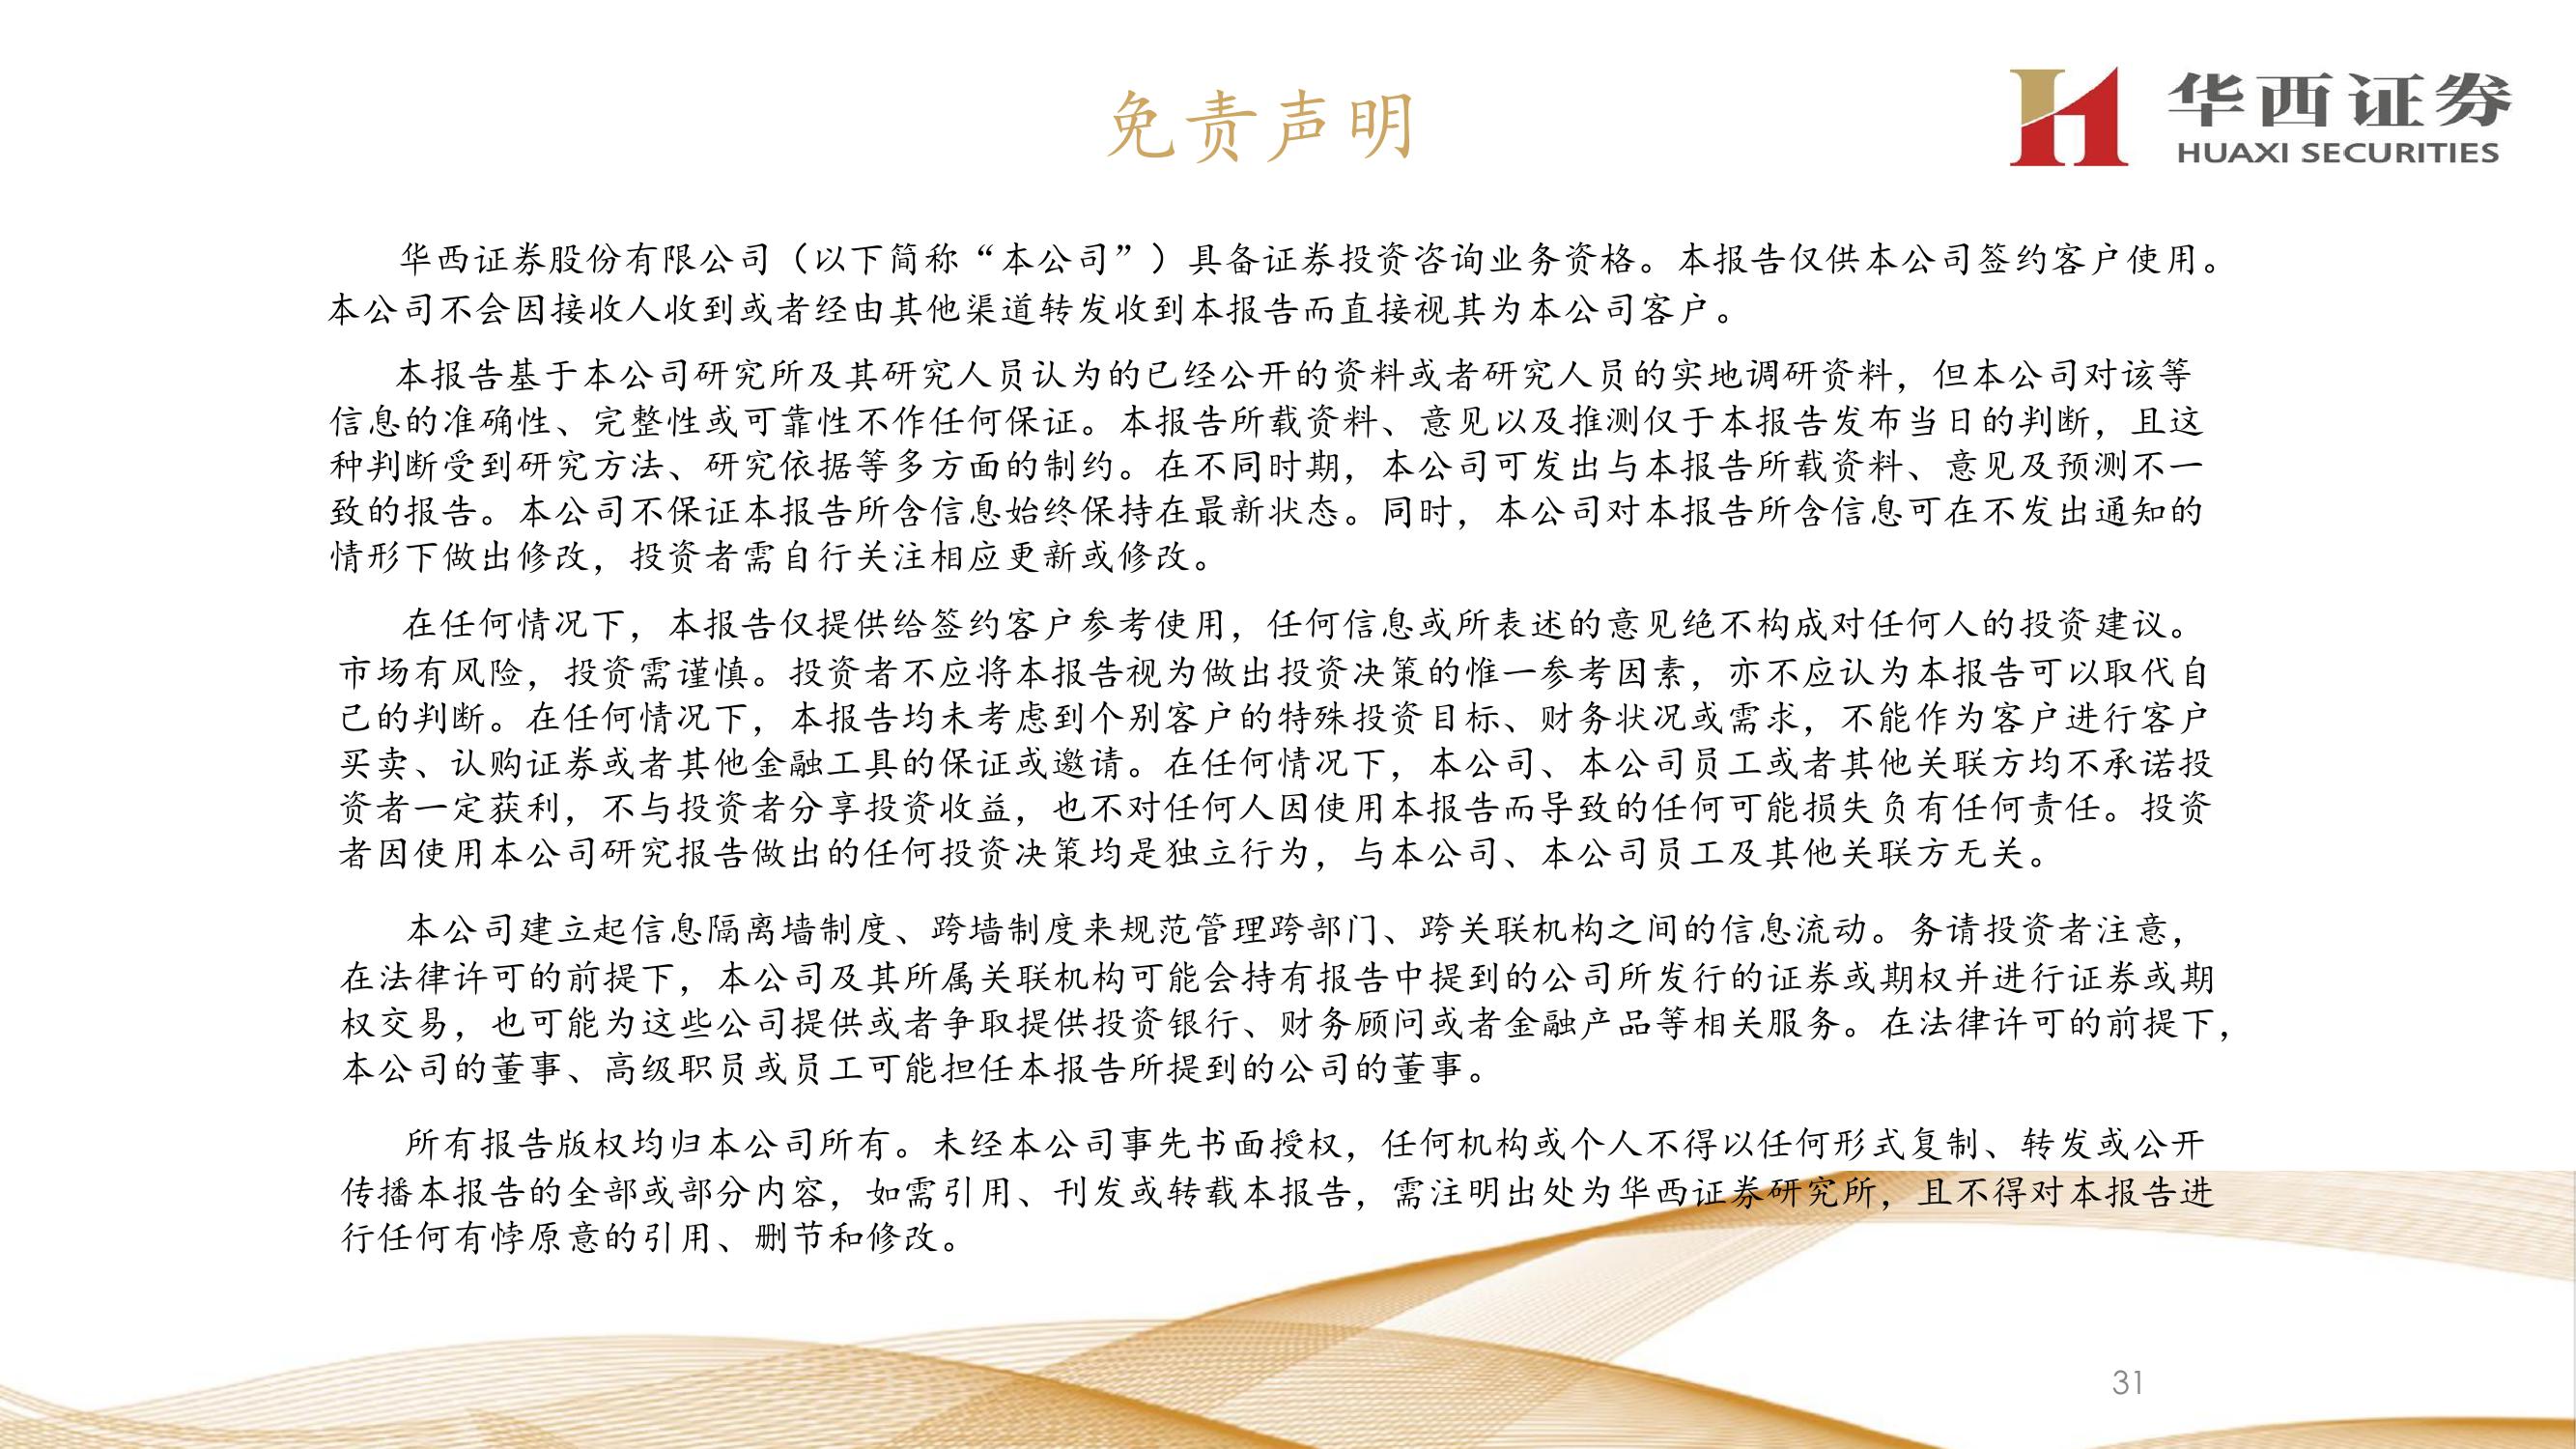 免责声明
华西证券
HUAXI SECURITIES
华西证券股份有限公司（以下简称“本公司”）具备证券投资咨询业务资格。本报告仅供本公司签约客户使用。
本公司不会因接收人收到或者经由其他渠道转发收到本报告而直接视其为本公司客户。
本报告基于本公司研究所及其研究人员认为的已经公开的资料或者研究人员的实地调研资料，但本公司对该等
信息的准确性、完整性或可靠性不作任何保证。本报告所载资料、意见以及推测仅于本报告发布当日的判断，且这
种判断受到研究方法、研究依据等多方面的制约。在不同时期，本公司可发出与本报告所载资料、意见及预测不一
致的报告。本公司不保证本报告所含信息始终保持在最新状态。同时，本公司对本报告所含信息可在不发出通知的
情形下做出修改，投资者需自行关注相应更新或修改。
在任何情况下，本报告仅提供给签约客户参考使用，任何信息或所表述的意见绝不构成对任何人的投资建议。
市场有风险，投资需谨慎。投资者不应将本报告视为做出投资决策的惟一参考因素，亦不应认为本报告可以取代自
己的判断。在任何情况下，本报告均未考虑到个别客户的特殊投资目标、财务状况或需求，不能作为客户进行客户
买卖、认购证券或者其他金融工具的保证或邀请。在任何情况下，本公司、本公司员工或者其他关联方均不承诺投
资者一定获利，不与投资者分享投资收益，也不对任何人因使用本报告而导致的任何可能损失负有任何责任。投资
者因使用本公司研究报告做出的任何投资决策均是独立行为，与本公司、本公司员工及其他关联方无关。
本公司建立起信息隔离墙制度、跨墙制度来规范管理跨部门、跨关联机构之间的信息流动。务请投资者注意，
在法律许可的前提下，本公司及其所属关联机构可能会持有报告中提到的公司所发行的证券或期权并进行证券或期
权交易，也可能为这些公司提供或者争取提供投资银行、财务顾问或者金融产品等相关服务。在法律许可的前提下，
本公司的董事、高级职员或员工可能担任本报告所提到的公司的董事。
所有报告版权均归本公司所有。未经本公司事先书面授权，任何机构或个人不得以任何形式复制、转发或公开
传播本报告的全部或部分内容，如需引用、刊发或转载本报告，需注明出处为华西证券研究所，且不得对本报告进
行任何有悖原意的引用、删节和修改。
31